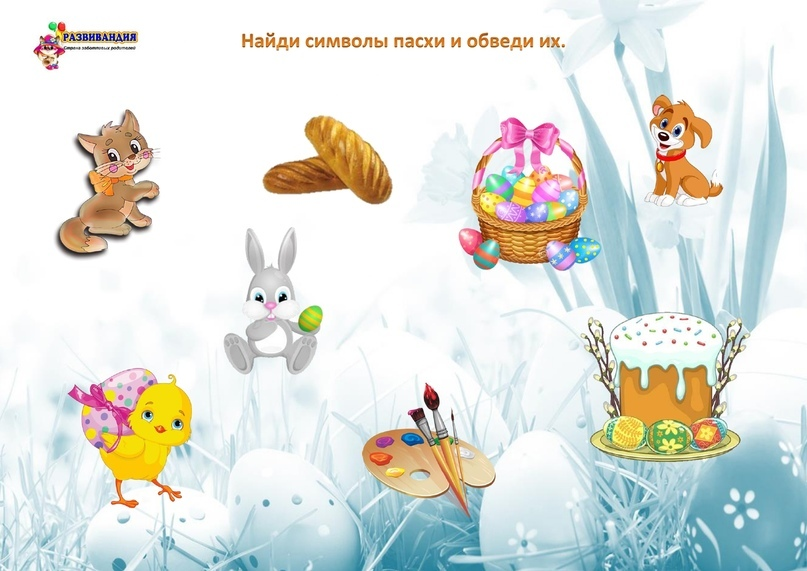 РАЗВИВАНДИЯ
Страна заботливых родителей
Найди символы пасхи и обведи их.